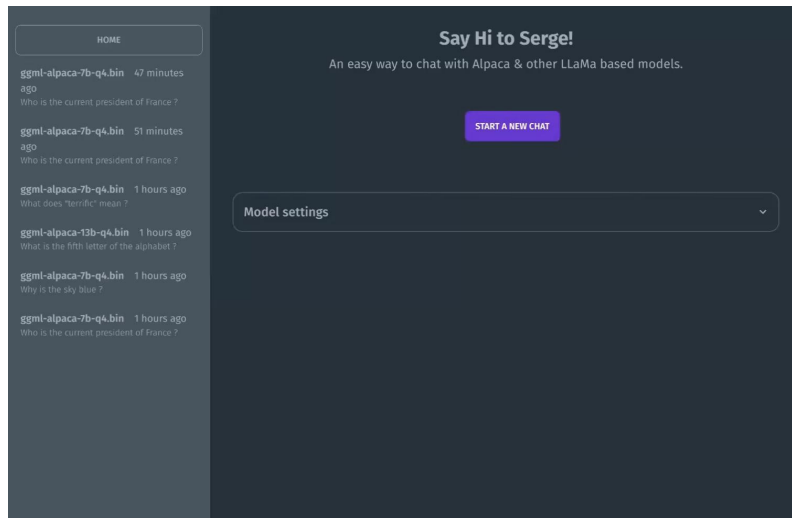 HOME
ggml-alpaca-7b-q4.bin 47 minutes
ago
Who is the current president of France ?
ggml-alpaca-7b-q4.bin 51 minutes
ago
Who is the current president of France ?
ggml-alpaca-7b-q4.bin 1 hours ago
What does "terrific" mean ?
ggml-alpaca-13b-q4.bin 1 hours ago
What is the fifth letter of the alphabet ?
ggml-alpaca-7b-q4.bin 1 hours ago
Why is the sky blue ?
ggml-alpaca-7b-q4.bin 1 hours ago
Who is the current president of France ?
Say Hi to Serge!
An easy way to chat with Alpaca & other LLaMa based models.
START A NEW CHAT
Model settings